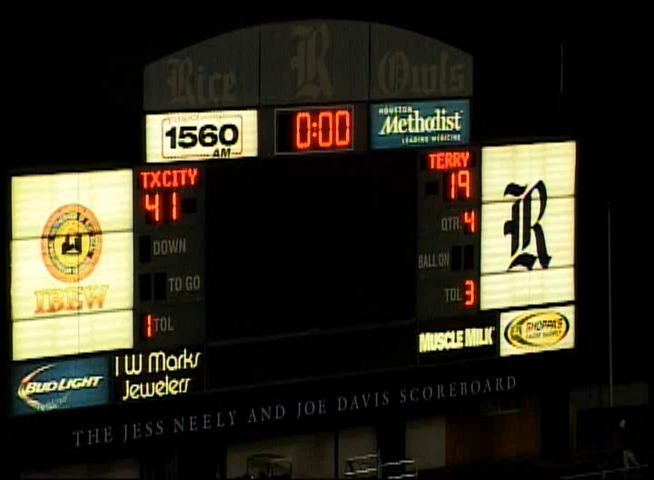 Rice R Owls
1560
AM
0:00
HOUSTON
Methodist
LEADING MEDICINE
TXCITY
41
DOWN
TO GO
1 TOL
TERRY
19
QTR. 4
BALL ON
TOL 3
IBEW
R
BUD LIGHT
I W Marks
Jewelers
MUSCLE MILK
THE JESS NEELY AND JOE DAVIS SCOREBOARD